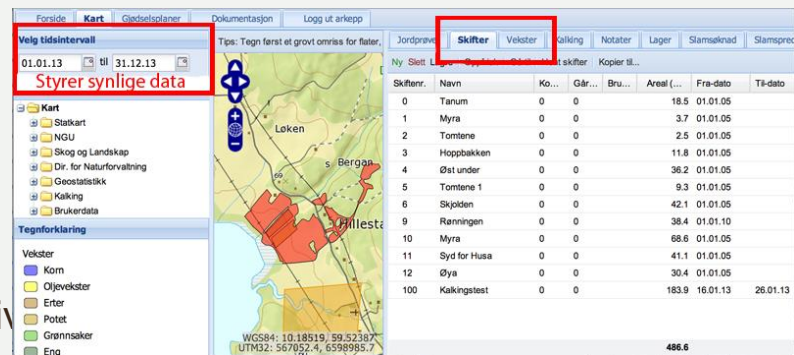 Forside Kart Gjødselsplaner Dokumentasjon Logg ut arkepp
Velg tidsintervall
01.01.13 til 31.12.13
Styrer synlige data
Kart
Statkart
NGU
Skog og Landskap
Dir. for Naturforvaltning
Geostatistikk
Kalking
Brukerdata
Tegnforklaring
Vekster
Korn
Oljevekster
Erter
Potet
Grønnsaker
Eng
Tips: Tegn først et grovt omriss for flater,
Løken
Bergan
69
Hillesta
WGS84: 10.18519, 59.52387
UTM32: 567052.4, 6598985.7
Jordprøve Skifter Vekster Kalking Notater Lager Slamsøknad Slamspred
Ny Slett skifter Kopier til...
Skiftenr. Navn Ko... Går... Bru... Areal (... Fra-dato Til-dato
0 Tanum 0 0 18.5 01.01.05
1 Myra 0 0 3.7 01.01.05
2 Tomtene 0 0 2.5 01.01.05
3 Hoppbakken 0 0 11.8 01.01.05
4 Øst under 0 0 36.2 01.01.05
5 Tomtene 1 0 0 9.3 01.01.05
6 Skjolden 0 0 42.1 01.01.05
9 Rønningen 0 0 38.4 01.01.10
10 Myra 0 0 68.6 01.01.05
11 Syd for Husa 0 0 41.1 01.01.05
12 Øya 0 0 30.4 01.01.05
100 Kalkingstest 0 0 183.9 16.01.13 26.01.13
486.6